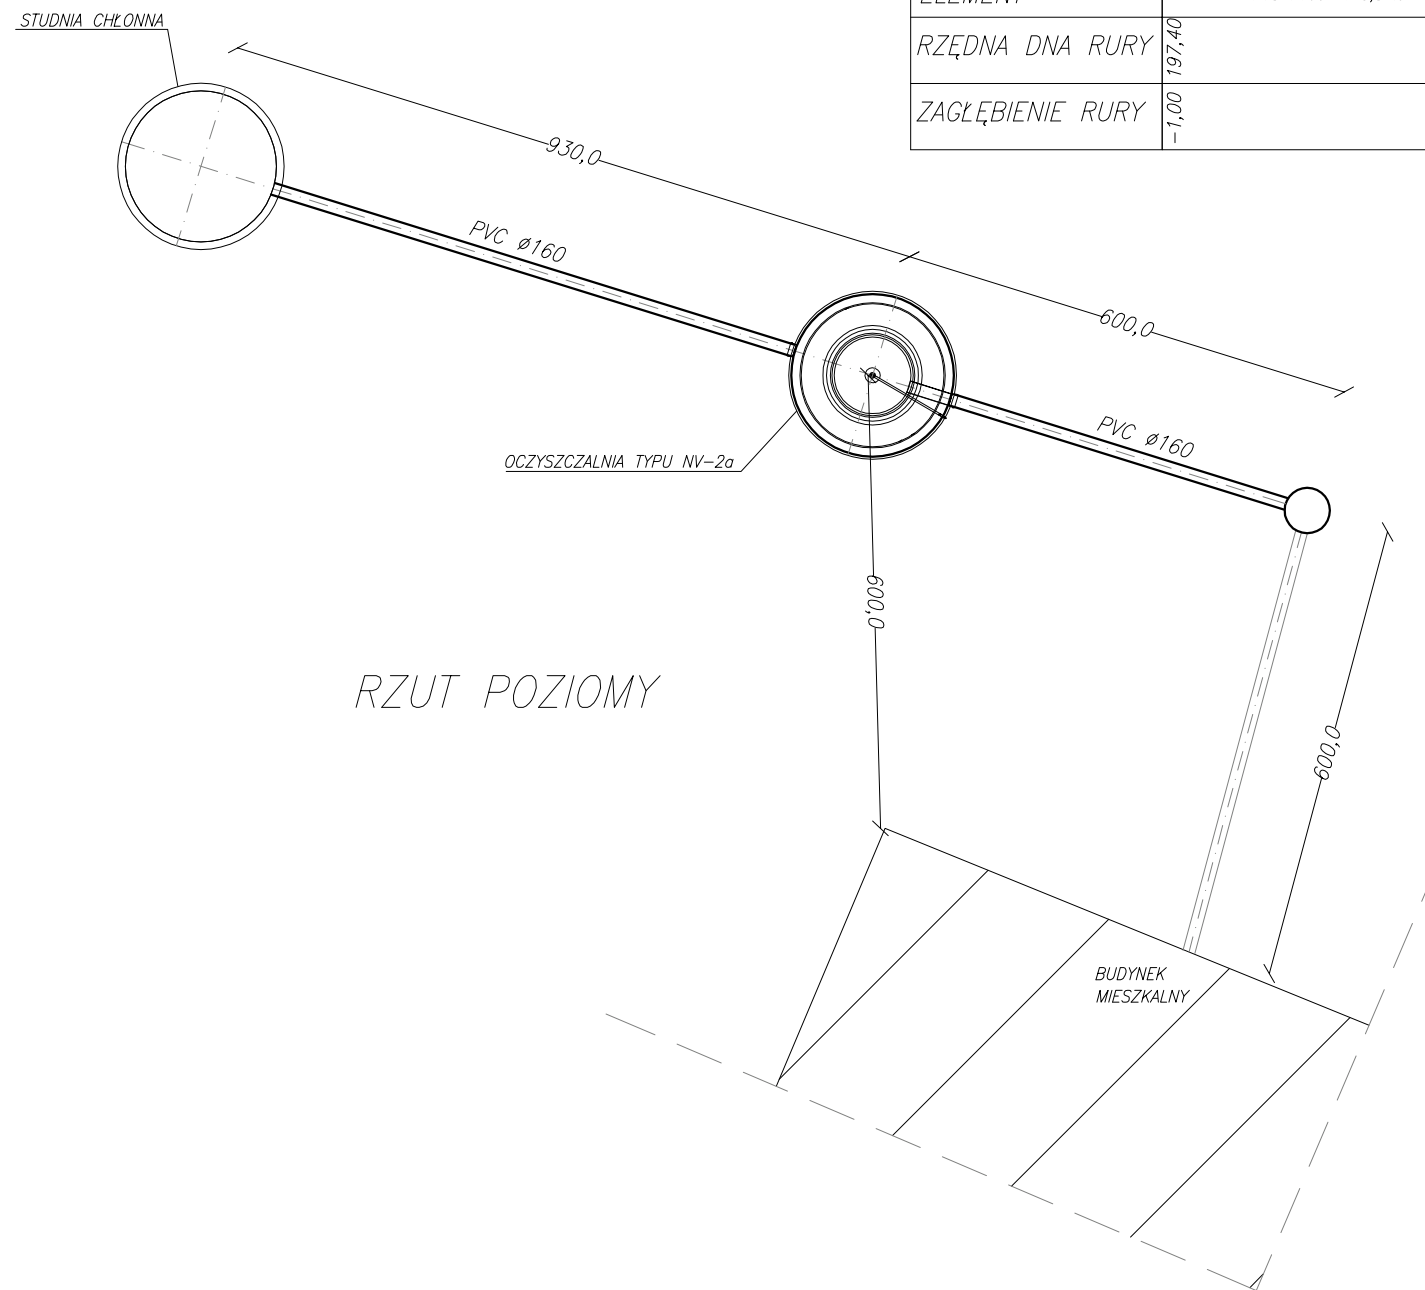 STUDNIA CHŁONNA
ELEMENT
RZĘDNA DNA RURY
197,40
ZAGŁĘBIENIE RURY
-1,00
930,0
PVC ø160
600,0
PVC ø160
OCZYSZCZALNIA TYPU NV-2a
600,0
RZUT POZIOMY
600,0
BUDYNEK
MIESZKALNY